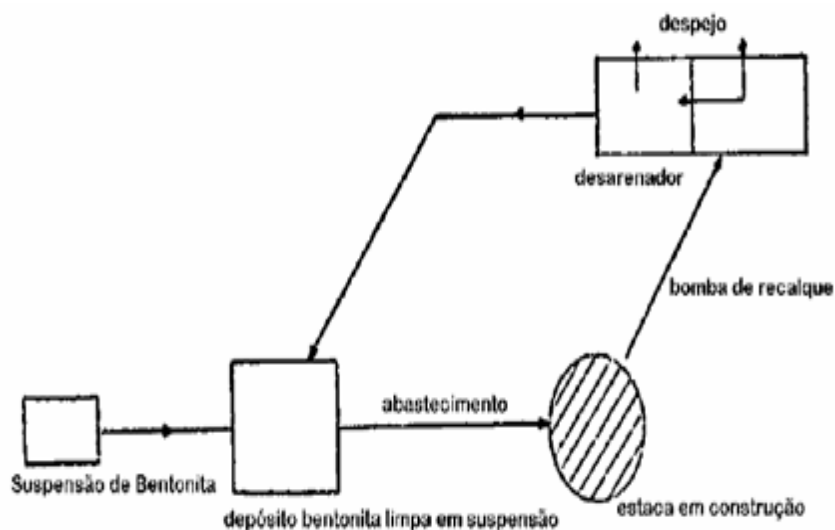 despejo
desarenador
bomba de recalque
abastecimento
Suspensão de Bentonita
estaca em construção
depósito bentonita limpa em suspensão